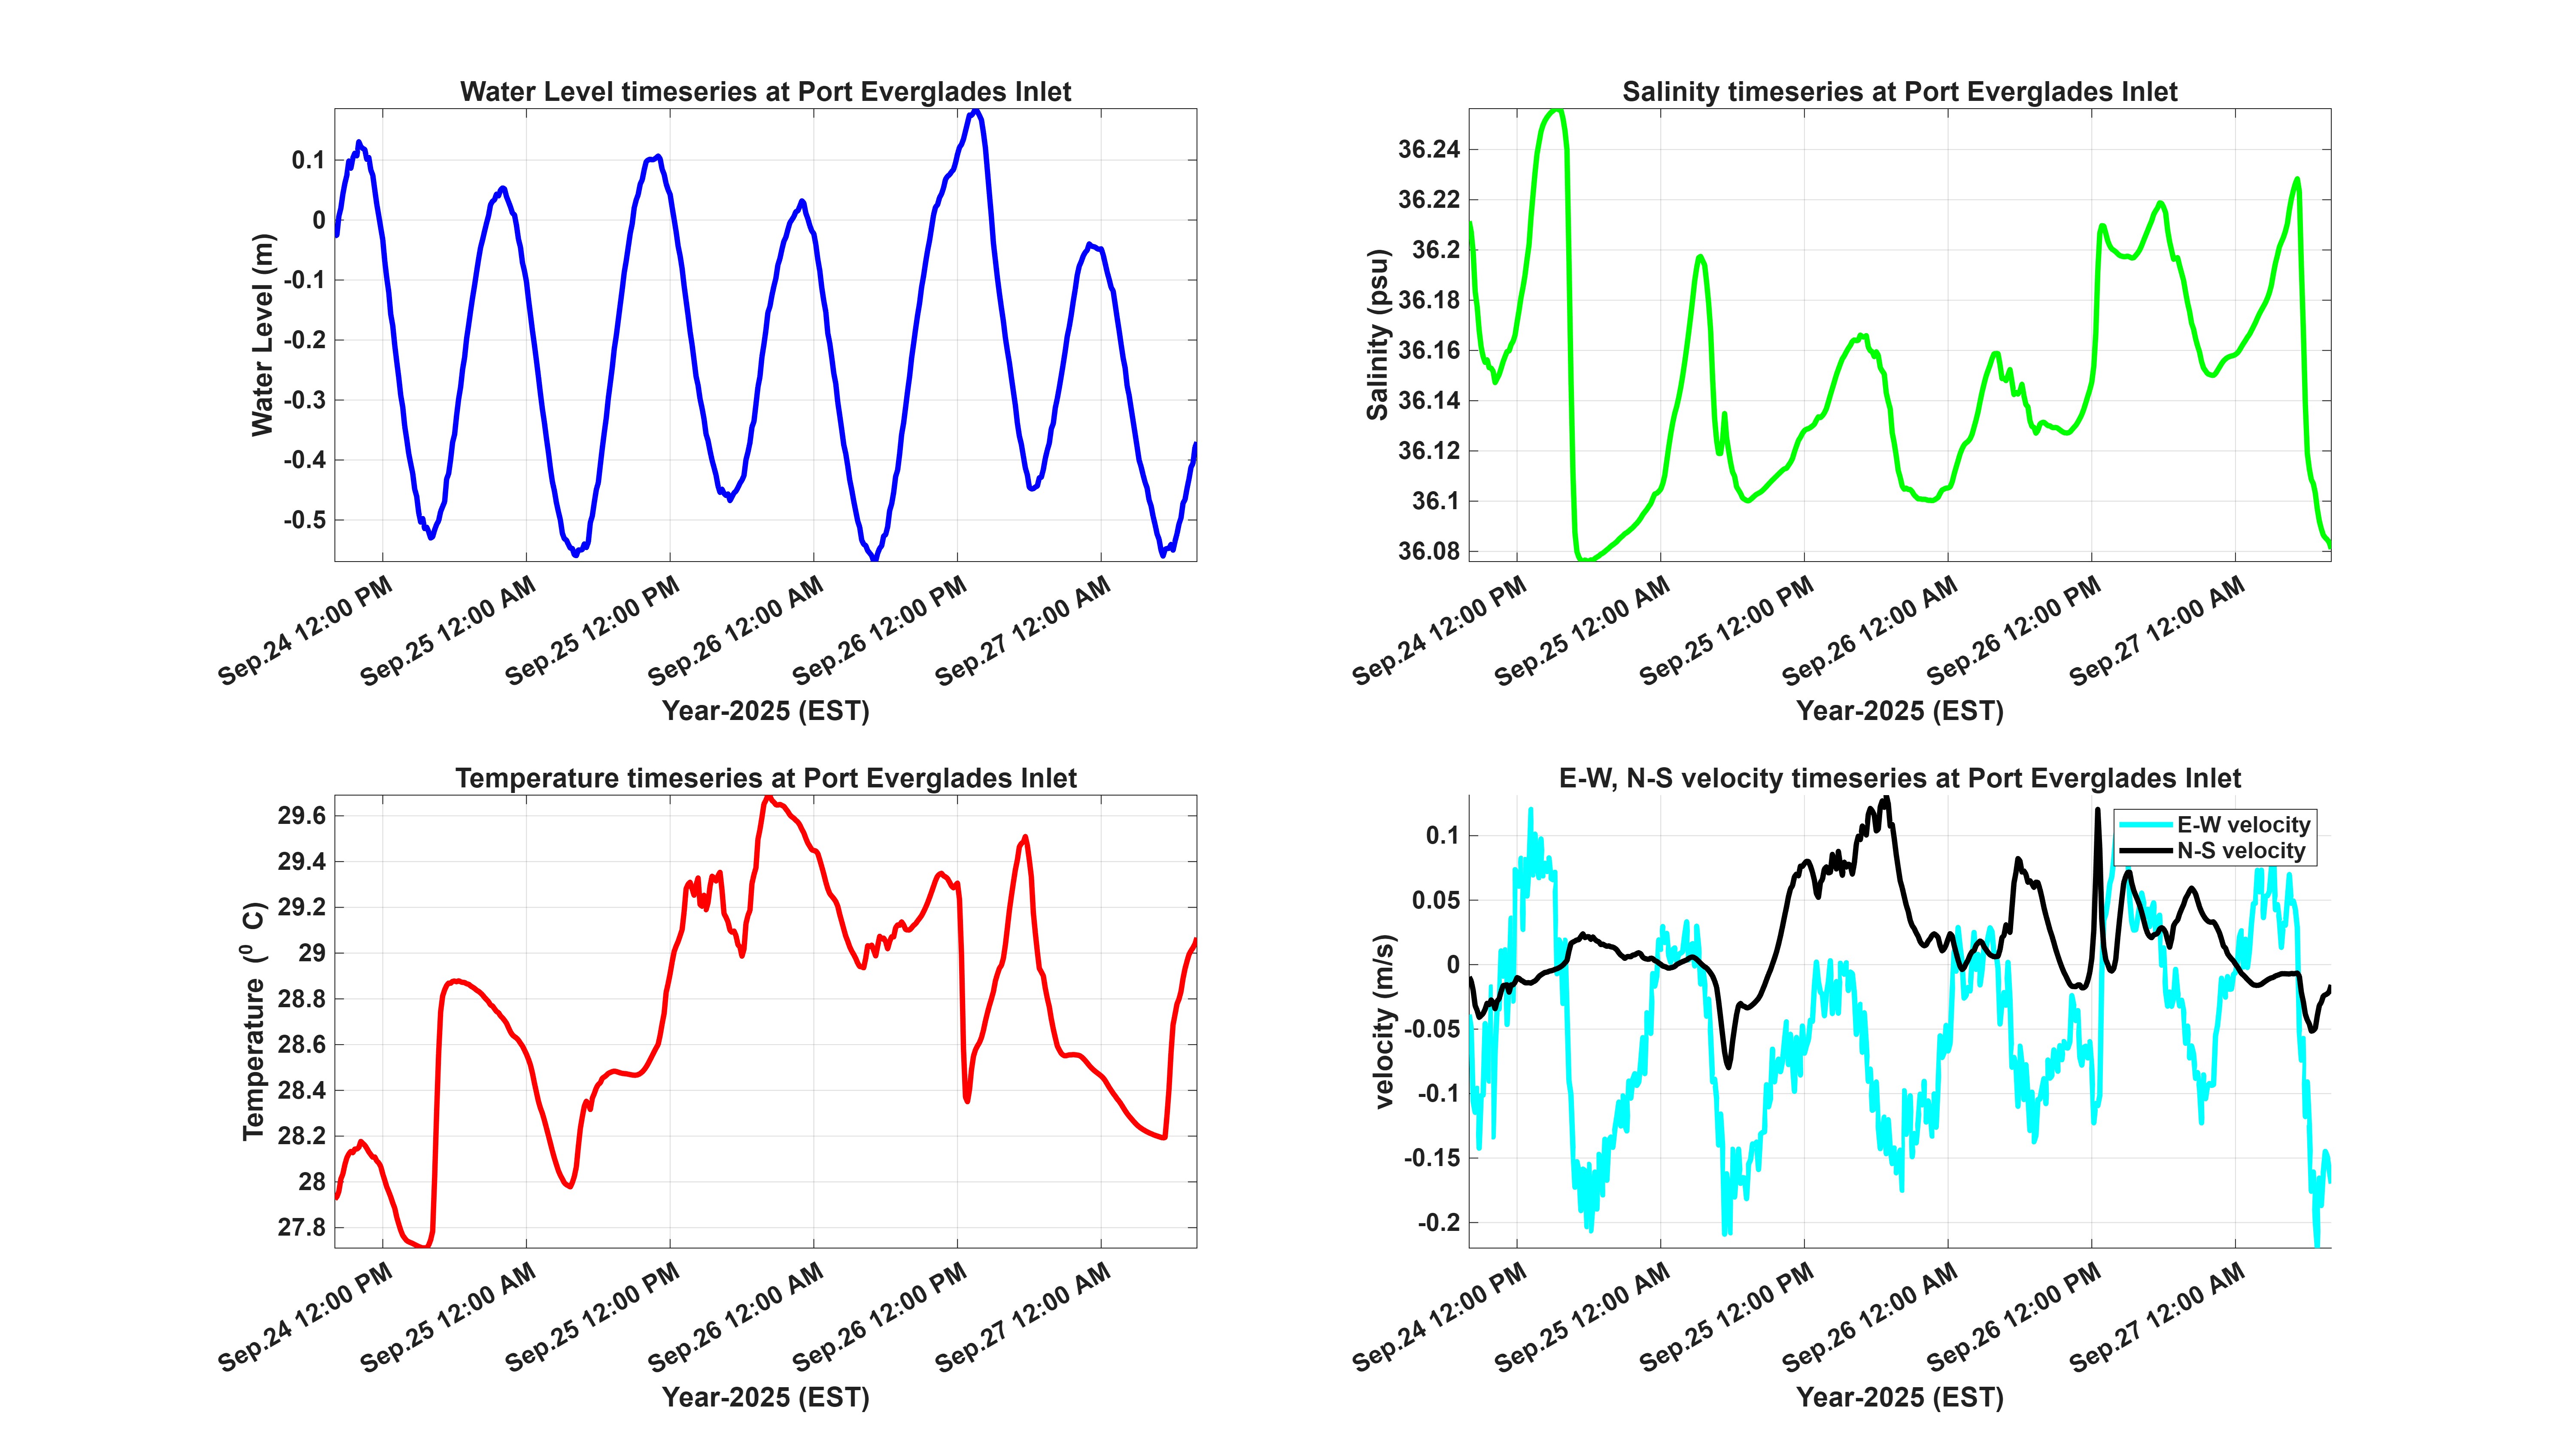 Water Level timeseries at Port Everglades Inlet
Water Level (m)
0.1
0
-0.1
-0.2
-0.3
-0.4
-0.5
Sep.24 12:00 PM
Sep.25 12:00 AM
Sep.25 12:00 PM
Sep.26 12:00 AM
Sep.26 12:00 PM
Sep.27 12:00 AM
Year-2025 (EST)
Salinity timeseries at Port Everglades Inlet
Salinity (psu)
36.24
36.22
36.2
36.18
36.16
36.14
36.12
36.1
36.08
Sep.24 12:00 PM
Sep.25 12:00 AM
Sep.25 12:00 PM
Sep.26 12:00 AM
Sep.26 12:00 PM
Sep.27 12:00 AM
Year-2025 (EST)
Temperature timeseries at Port Everglades Inlet
Temperature (⁰ C)
29.6
29.4
29.2
29
28.8
28.6
28.4
28.2
28
27.8
Sep.24 12:00 PM
Sep.25 12:00 AM
Sep.25 12:00 PM
Sep.26 12:00 AM
Sep.26 12:00 PM
Sep.27 12:00 AM
Year-2025 (EST)
E-W, N-S velocity timeseries at Port Everglades Inlet
velocity (m/s)
0.1
0.05
0
-0.05
-0.1
-0.15
-0.2
E-W velocity
N-S velocity
Sep.24 12:00 PM
Sep.25 12:00 AM
Sep.25 12:00 PM
Sep.26 12:00 AM
Sep.26 12:00 PM
Sep.27 12:00 AM
Year-2025 (EST)